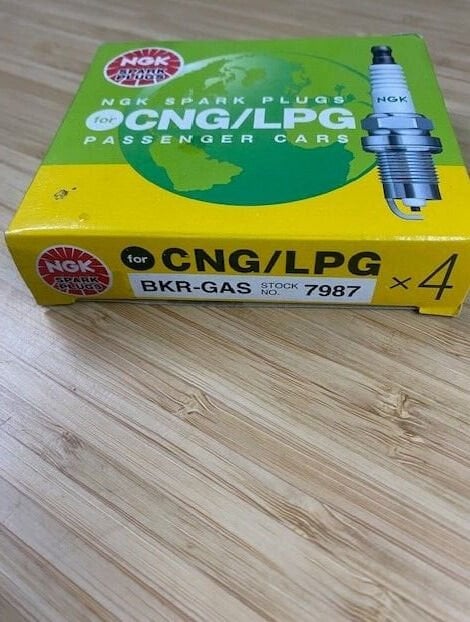 NGK
SPARK
PLUGS
NGK SPARK PLUGS
for CNG/LPG
PASSENGER CARS
NGK
NGK
SPARK
PLUGS
for CNG/LPG
BKR-GAS STOCK NO. 7987 ×4